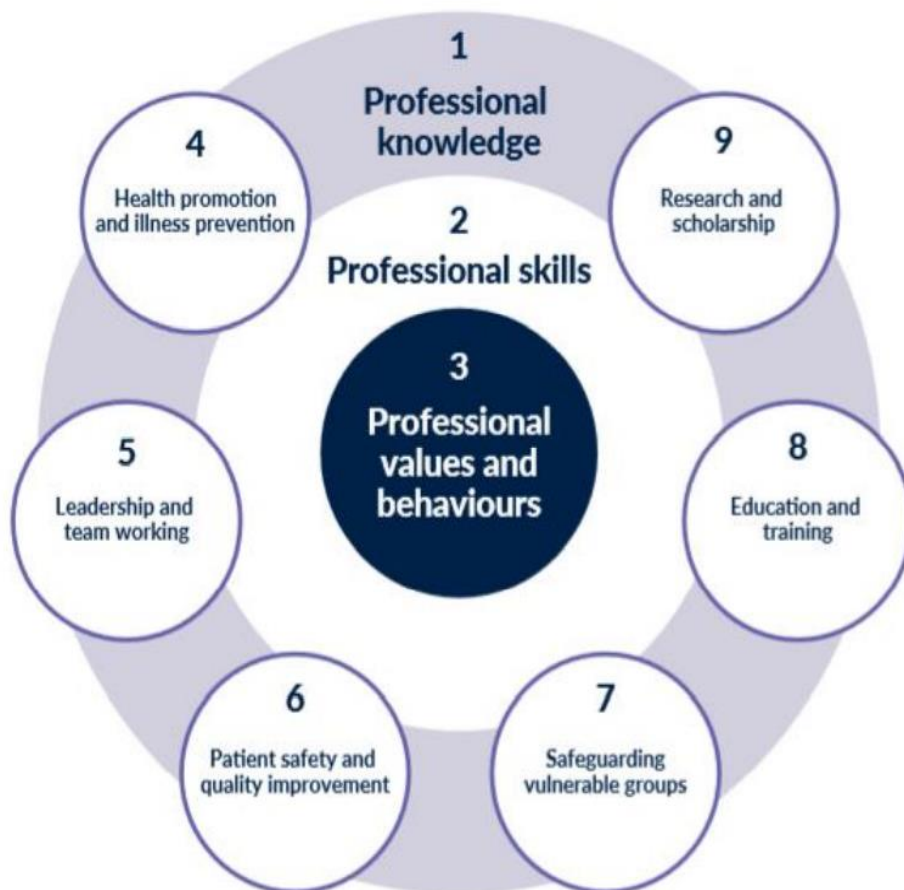 1
Professional
knowledge
2
Professional skills
3
Professional
values and
behaviours
4
Health promotion
and illness prevention
5
Leadership and
team working
6
Patient safety and
quality improvement
7
Safeguarding
vulnerable groups
8
Education and
training
9
Research and
scholarship